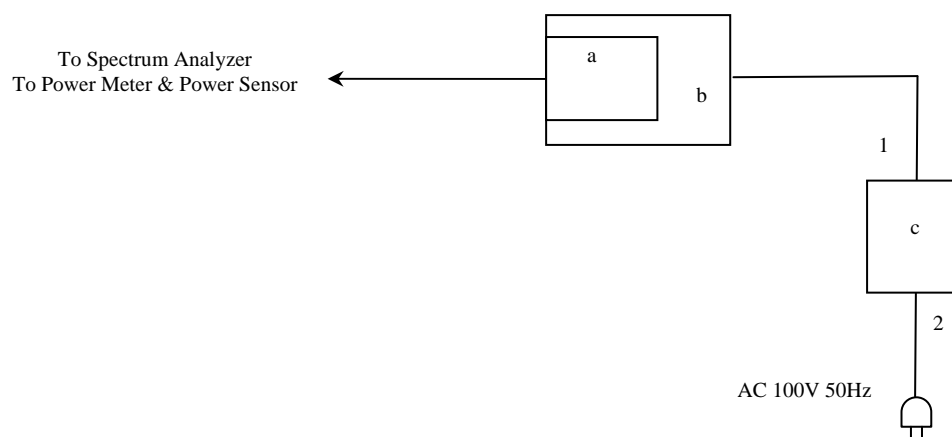 To Spectrum Analyzer
To Power Meter & Power Sensor
a
b
1
c
2
AC 100V 50Hz